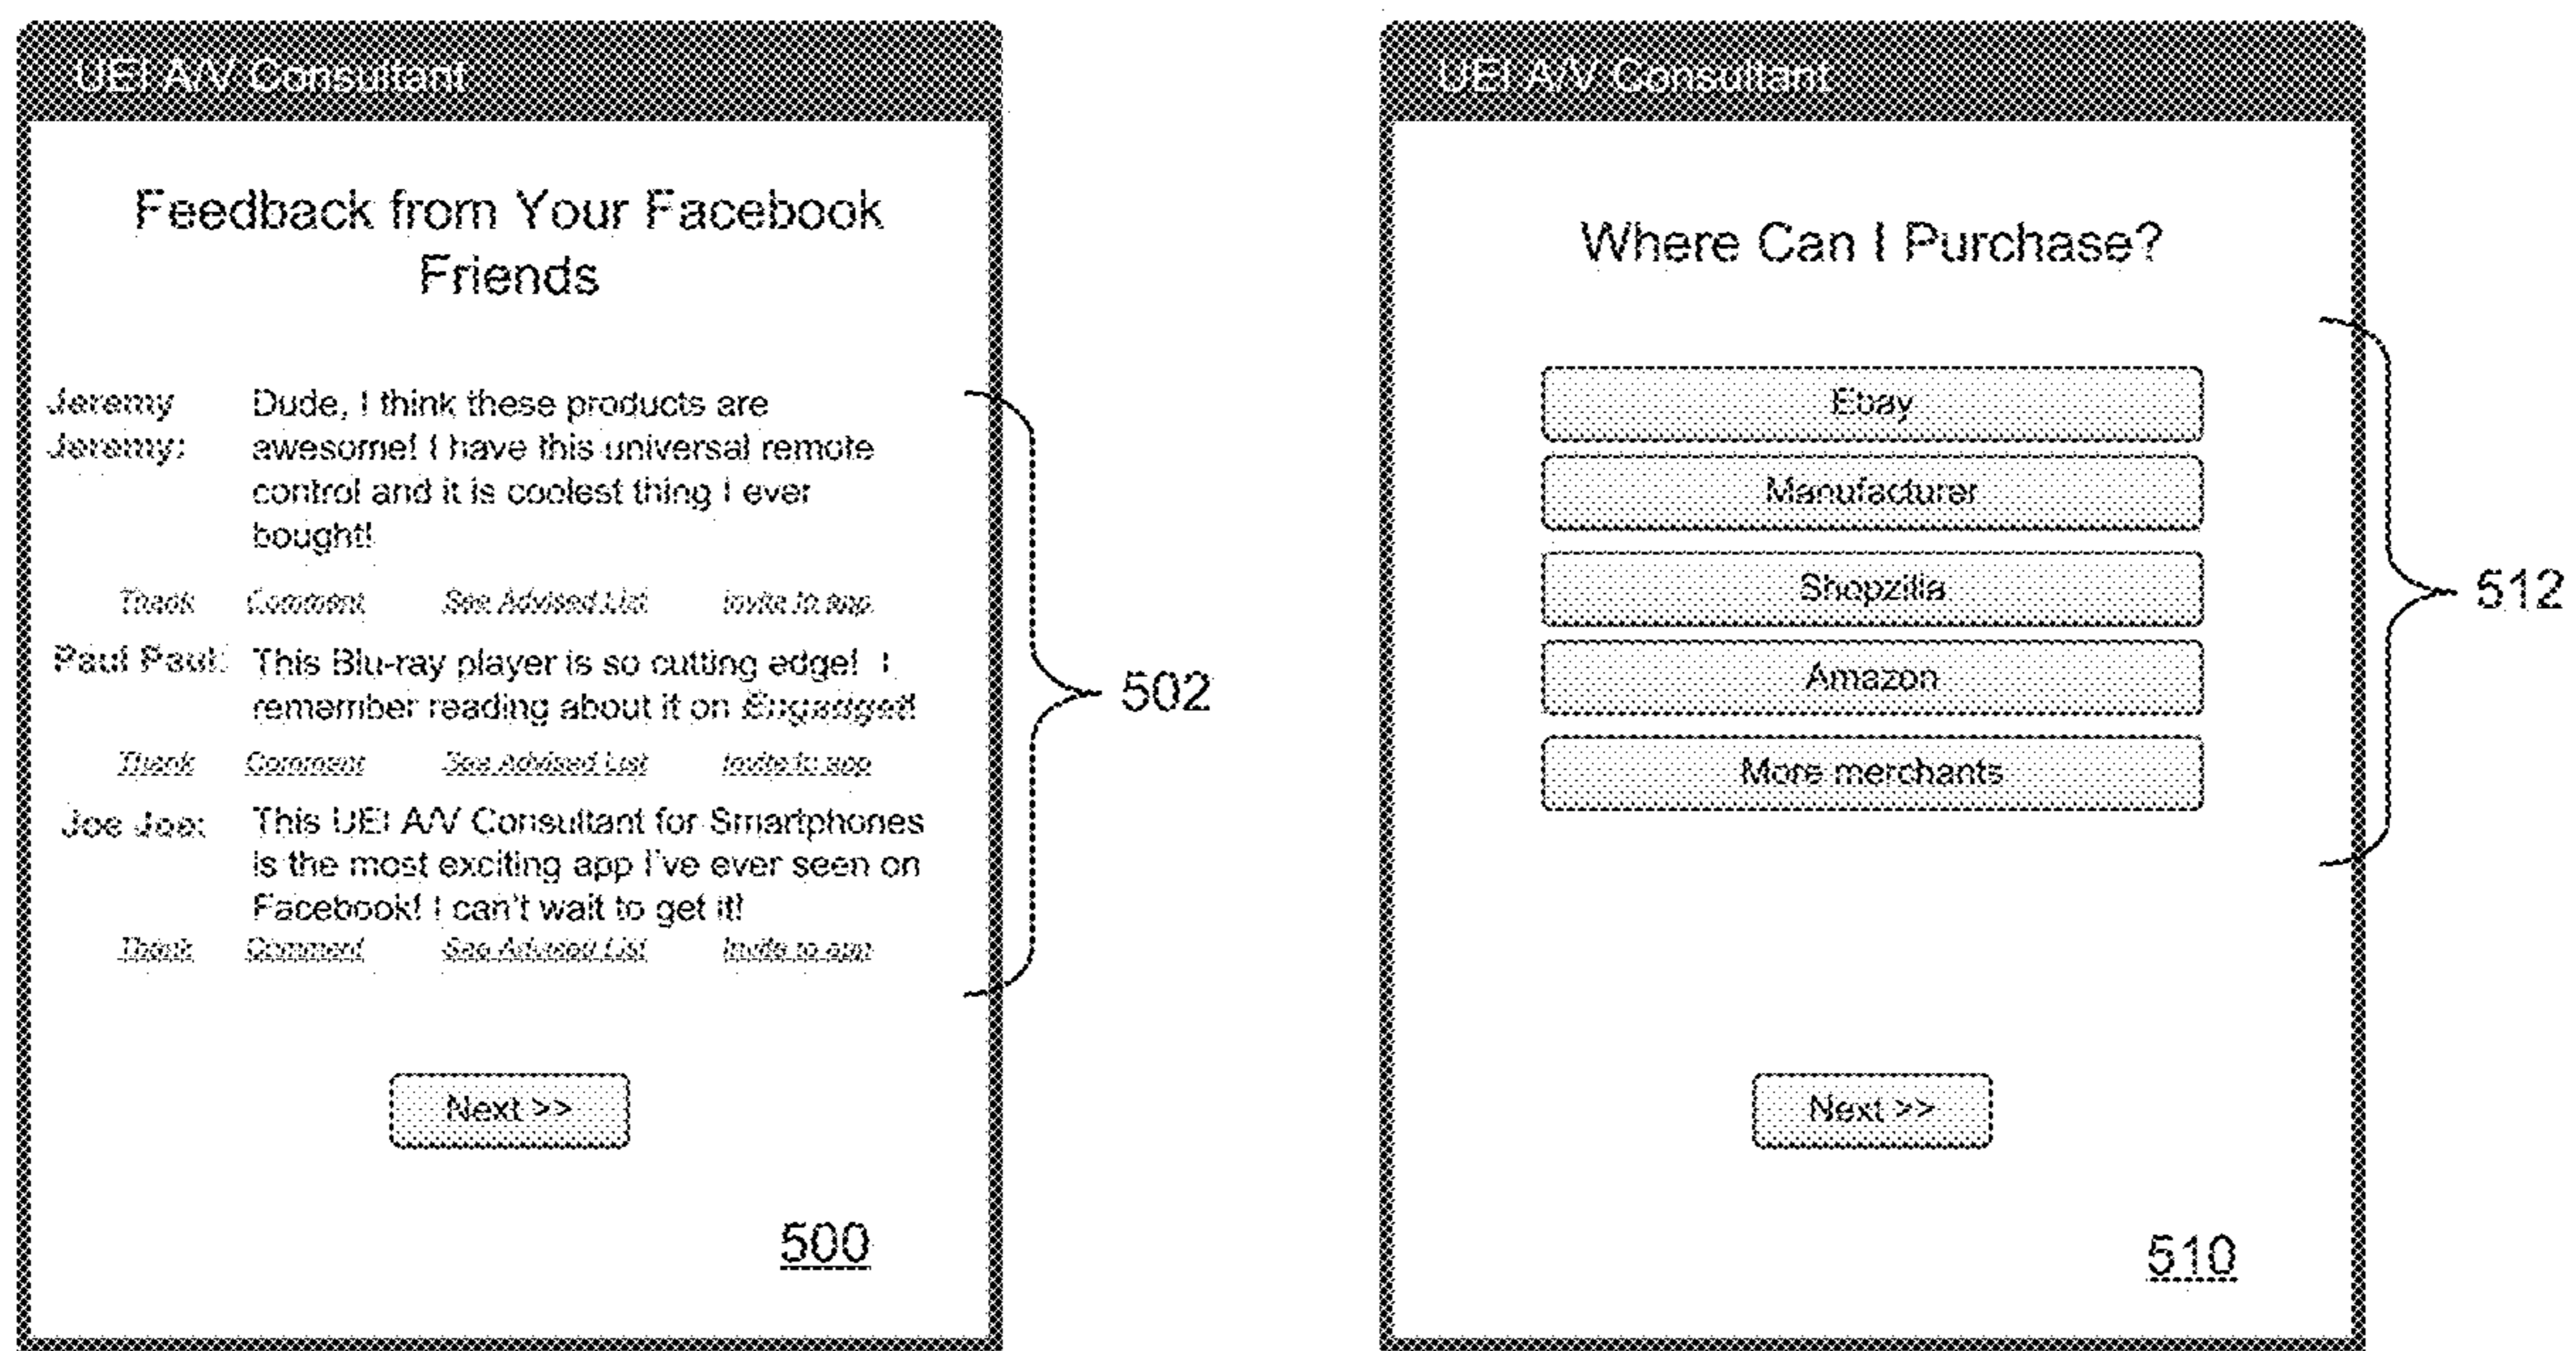 UEI A/V Consultant
Feedback from Your Facebook
Friends
Jeremy Dude, I think these products are
Jeremy: awesome! I have this universal remote
control and it is coolest thing I ever
bought!
Thank Comment See Advised List Invite to app
Paul Paul: This Blu-ray player is so cutting edge! I
remember reading about it on Engadget!
Thank Comment See Advised List Invite to app
Joe Joe: This UEI A/V Consultant for Smartphones
is the most exciting app I've ever seen on
Facebook! I can't wait to get it!
Thank Comment See Advised List Invite to app
502
Next >>
500
UEI A/V Consultant
Where Can I Purchase?
Ebay
Manufacturer
Shopzilla
Amazon
More merchants
512
Next >>
510